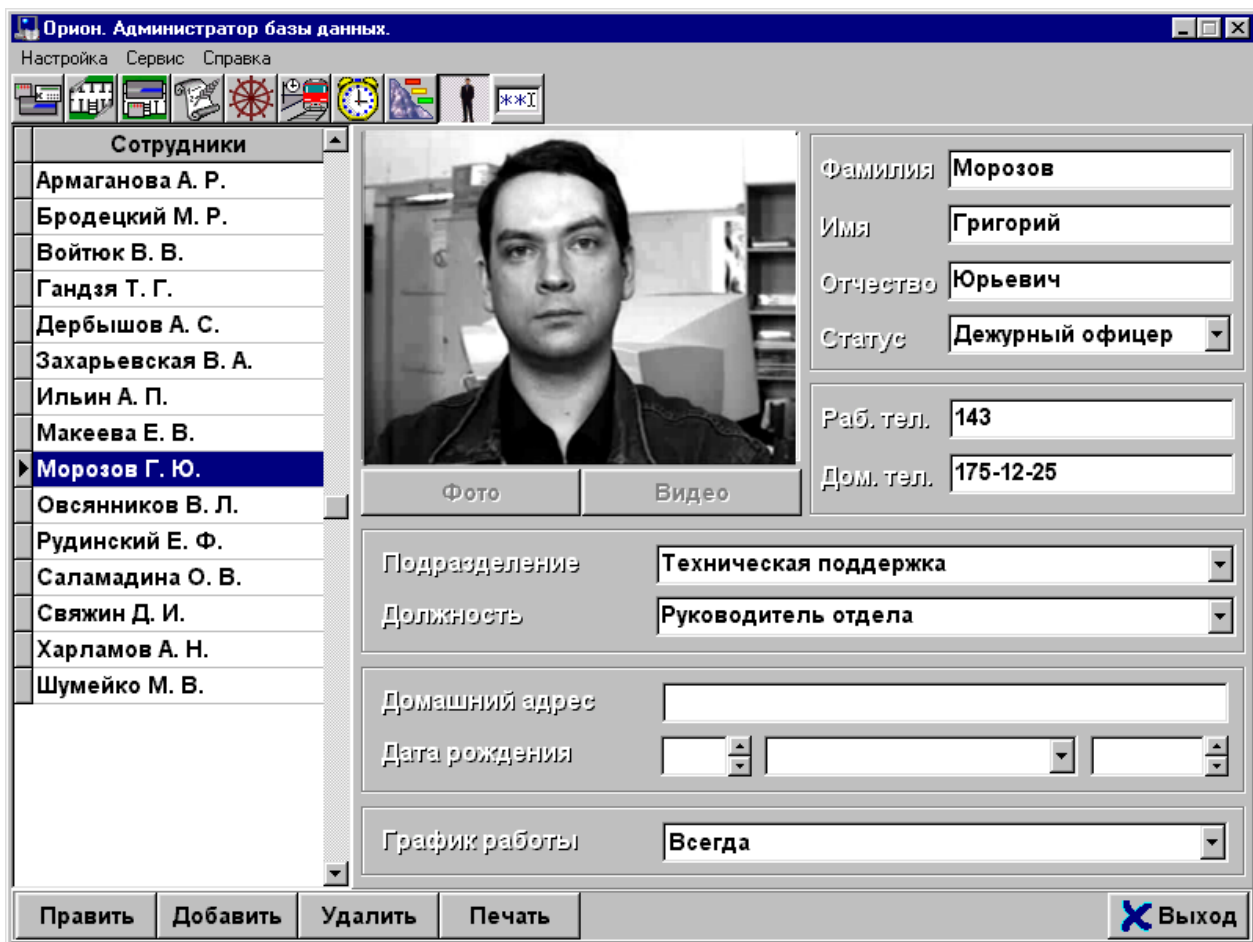 Орион. Администратор базы данных.
Настройка Сервис Справка
**I
Сотрудники
Армаганова А. Р.
Бродецкий М. Р.
Войтюк В. В.
Гандзя Т. Г.
Дербышов А. С.
Захарьевская В. А.
Ильин А. П.
Макеева Е. В.
Морозов Г. Ю.
Овсянников В. Л.
Рудинский Е. Ф.
Саламадина О. В.
Свяжин Д. И.
Харламов А. Н.
Шумейко М. В.
Фото Видео
Фамилия Морозов
Имя Григорий
Отчество Юрьевич
Статус Дежурный офицер
Раб. тел. 143
Дом. тел. 175-12-25
Подразделение Техническая поддержка
Должность Руководитель отдела
Домашний адрес
Дата рождения
График работы Всегда
Править Добавить Удалить Печать Выход